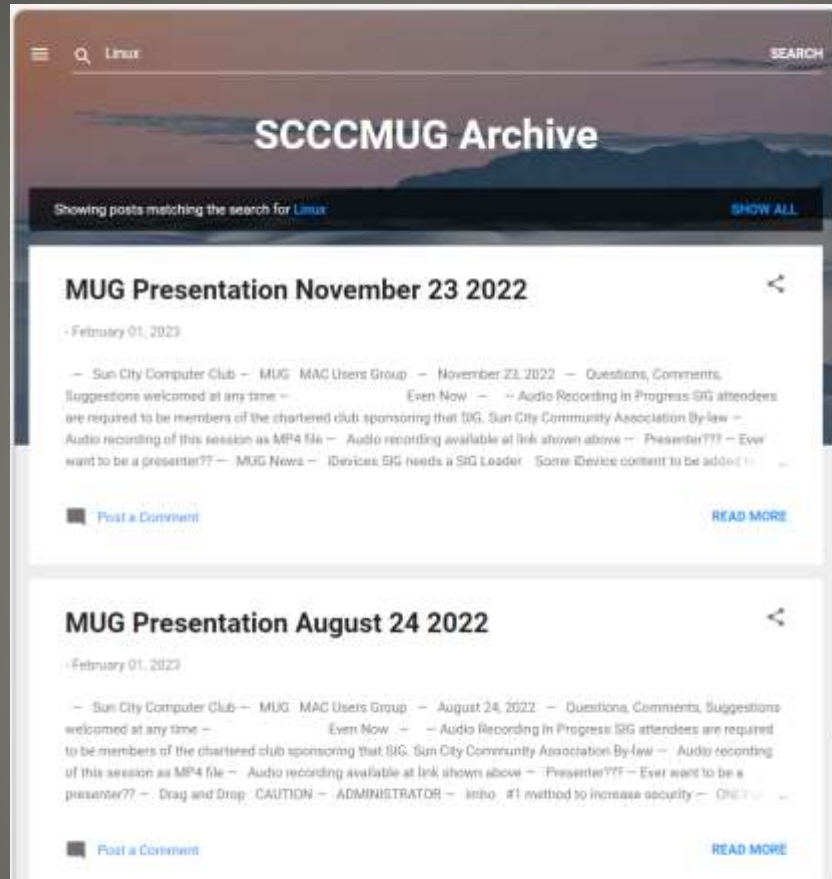 Linux SEARCH
SCCCMUG Archive
Showing posts matching the search for Linux SHOW ALL
MUG Presentation November 23 2022
- February 01, 2023
— Sun City Computer Club — MUG MAC Users Group — November 23, 2022 — Questions, Comments,
Suggestions welcomed at any time — Even Now — — Audio Recording In Progress SIG attendees
are required to be members of the chartered club sponsoring that SIG. Sun City Community Association By-law —
Audio recording of this session as MP4 file — Audio recording available at link shown above — Presenter??? — Ever
want to be a presenter?? — MUG News — iDevices SIG needs a SIG Leader Some iDevice content to be added to ...
Post a Comment READ MORE
MUG Presentation August 24 2022
- February 01, 2023
— Sun City Computer Club — MUG MAC Users Group — August 24, 2022 — Questions, Comments, Suggestions
welcomed at any time — Even Now — — Audio Recording In Progress SIG attendees are required
to be members of the chartered club sponsoring that SIG. Sun City Community Association By-law — Audio recording
of this session as MP4 file — Audio recording available at link shown above — Presenter??? — Ever want to be a
presenter?? — Drag and Drop CAUTION — ADMINISTRATOR — imho #1 method to increase security — ...
Post a Comment READ MORE